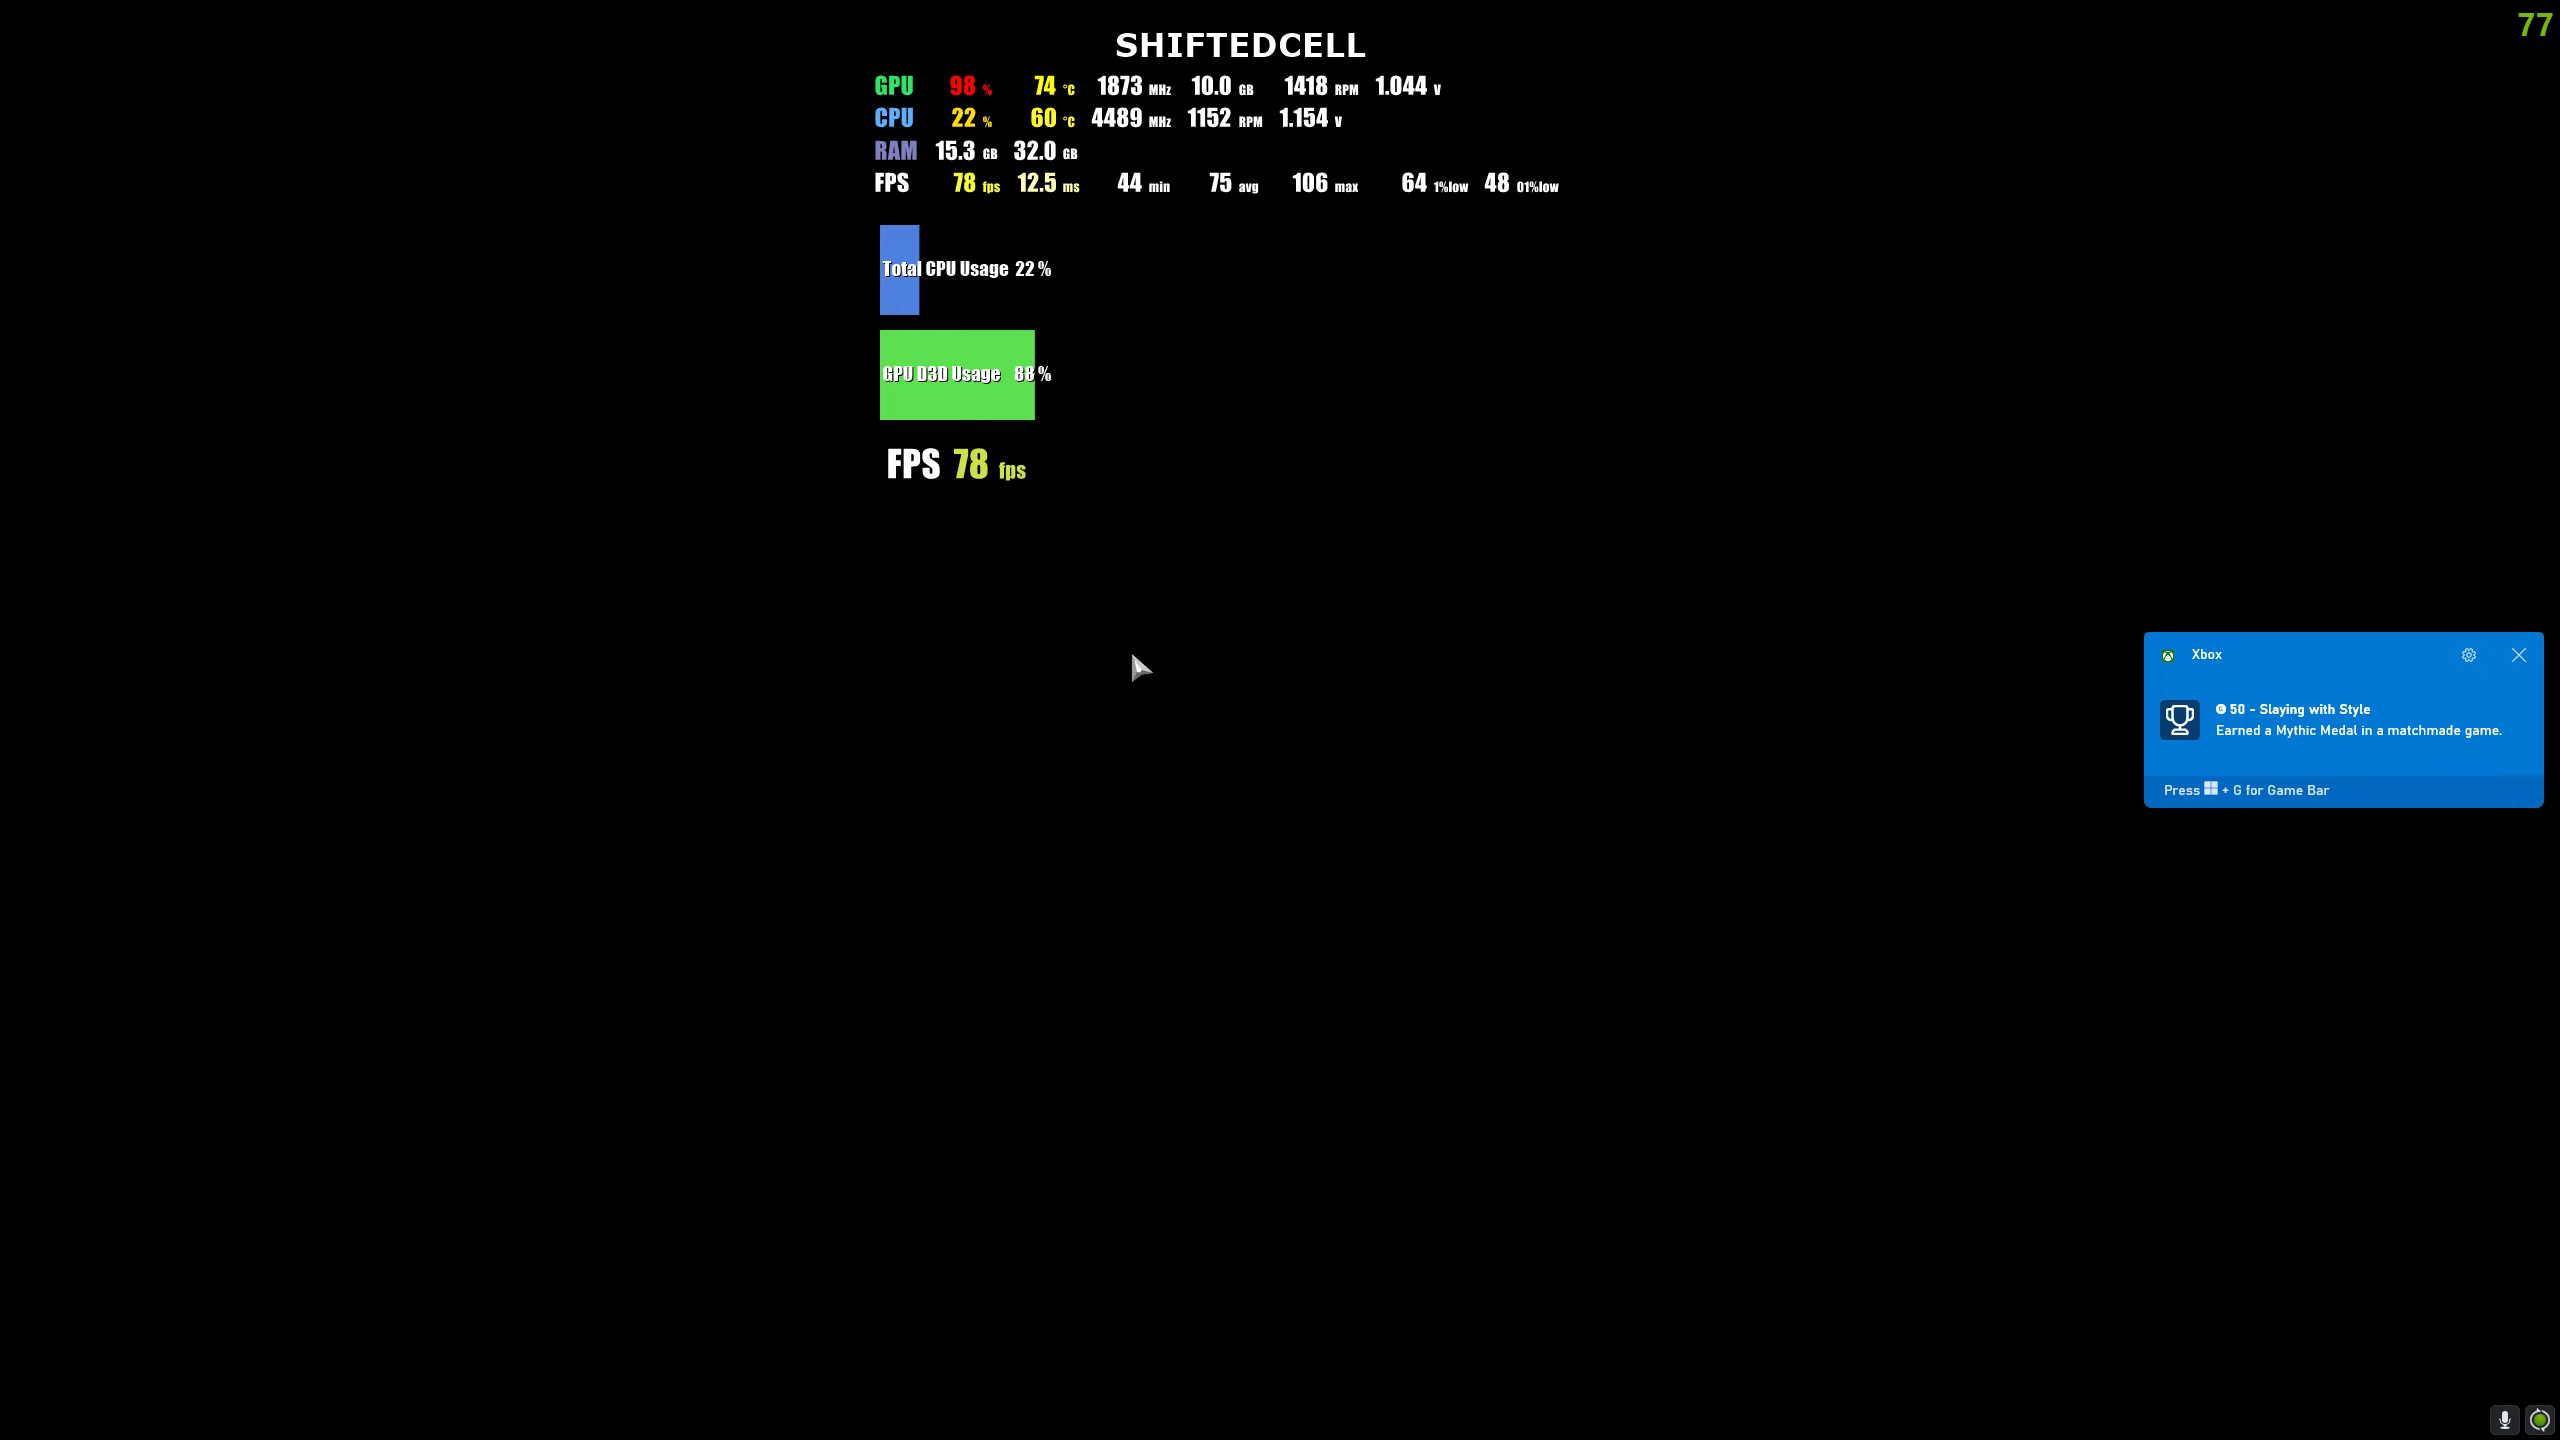 77
SHIFTEDCELL
GPU 98 % 74 °C 1873 MHz 10.0 GB 1418 RPM 1.044 V
CPU 22 % 60 °C 4489 MHz 1152 RPM 1.154 V
RAM 15.3 GB 32.0 GB
FPS 78 fps 12.5 ms 44 min 75 avg 106 max 64 1%low 48 01%low
Total CPU Usage 22 %
GPU D3D Usage 88 %
FPS 78 fps
Xbox
G 50 - Slaying with Style
Earned a Mythic Medal in a matchmade game.
Press + G for Game Bar